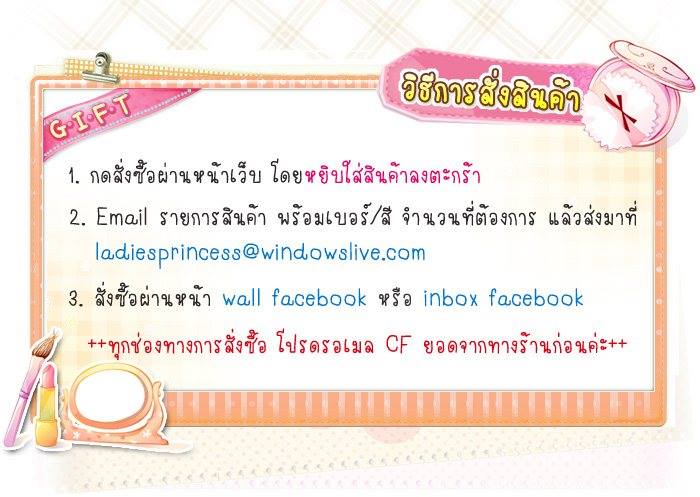 วิธีการสั่งสินค้า
G·I·F·T
1. กดสั่งซื้อผ่านหน้าเว็บ โดยหยิบใส่สินค้าลงตะกร้า
2. Email รายการสินค้า พร้อมเบอร์/สี จำนวนที่ต้องการ แล้วส่งมาที่
ladiesprincess@windowslive.com
3. สั่งซื้อผ่านหน้า wall facebook หรือ inbox facebook
++ทุกช่องทางการสั่งซื้อ โปรดรอเมล CF ยอดจากทางร้านก่อนค่ะ++